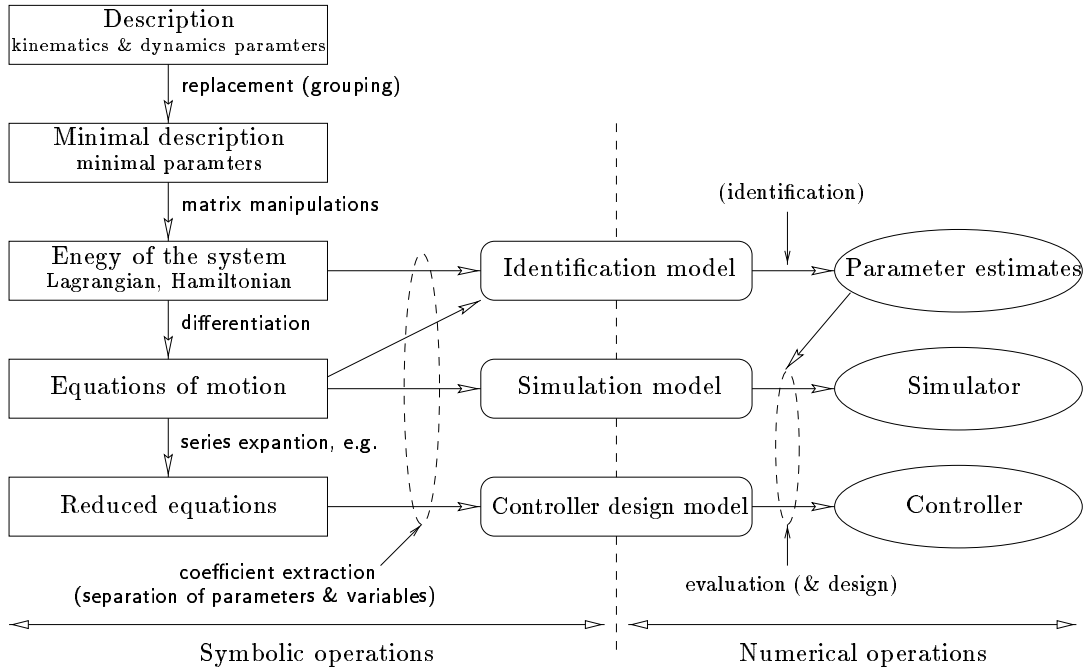 Description
kinematics & dynamics paramters
replacement (grouping)
Minimal description
minimal paramters
matrix manipulations
(identification)
Enegy of the system
Lagrangian, Hamiltonian
Identification model
Parameter estimates
differentiation
Equations of motion
Simulation model
Simulator
series expantion, e.g.
Reduced equations
Controller design model
Controller
coefficient extraction
(separation of parameters & variables)
evaluation (& design)
Symbolic operations
Numerical operations